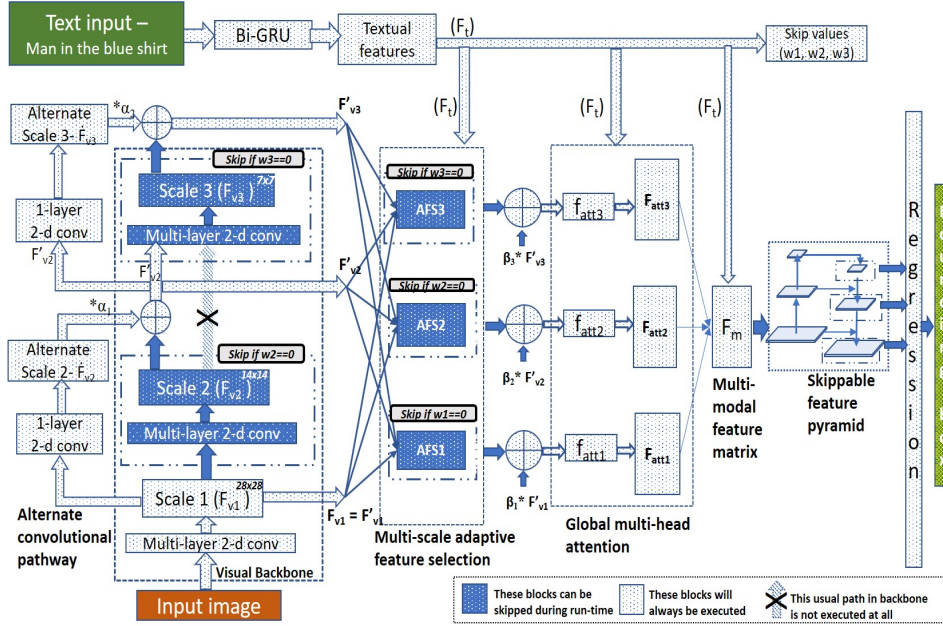 Text input –
Man in the blue shirt
Bi-GRU
Textual
features
(Ft)
Skip values
(w1, w2, w3)
(Ft)
(Ft)
(Ft)
Alternate
Scale 3- Fv3
*α2
F'v3
Skip if w3==0
Scale 3 (Fv3) 7x7
Multi-layer 2-d conv
1-layer
2-d conv
F'v2
F'v2
F'v2
*α1
X
Alternate
Scale 2- Fv2
Skip if w2==0
Scale 2 (Fv2) 14x14
Multi-layer 2-d conv
1-layer
2-d conv
Scale 1 (Fv1) 28x28
Fv1 = F'v1
Alternate
convolutional
pathway
Multi-layer 2-d conv
Visual Backbone
Input image
Skip if w3==0
AFS3
Skip if w2==0
AFS2
Skip if w1==0
AFS1
Multi-scale adaptive
feature selection
β3* F'v3
β2* F'v2
β1* F'v1
fatt3
Fatt3
fatt2
Fatt2
fatt1
Fatt1
Global multi-head
attention
Fm
Multi-
modal
feature
matrix
Skippable
feature
pyramid
Regression
These blocks can be
skipped during run-time
These blocks will
always be executed
X
This usual path in backbone
is not executed at all